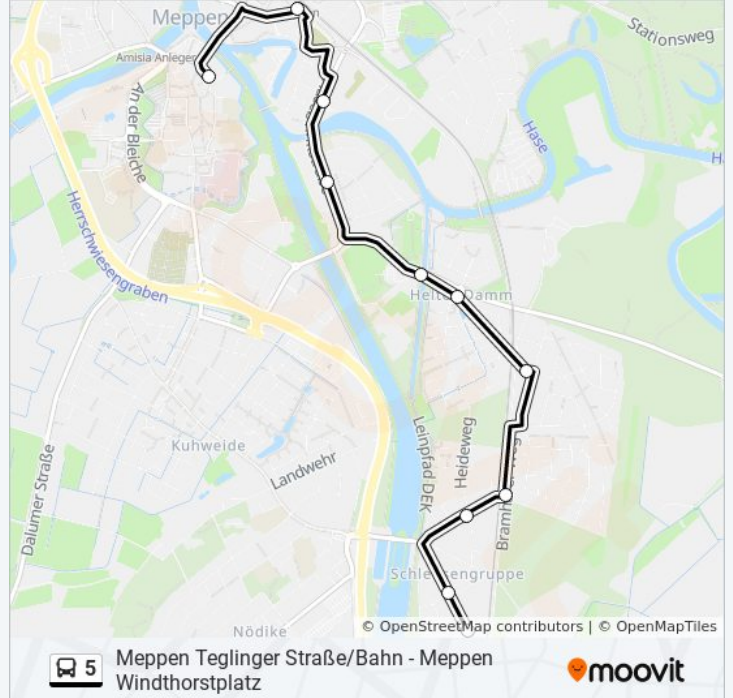 Meppen
Stationsweg
Amisia Anleger
An der Bleiche
Hase
H
Herrschwiesengraben
Helter Damm
Kuhweide
Landwehr
Leinpfad DEK
Heideweg
Dalumer Straße
Schleusengruppe
Nödike
© OpenStreetMap contributors | © OpenMapTiles
5
Meppen Teglinger Straße/Bahn - Meppen
Windthorstplatz
moovit